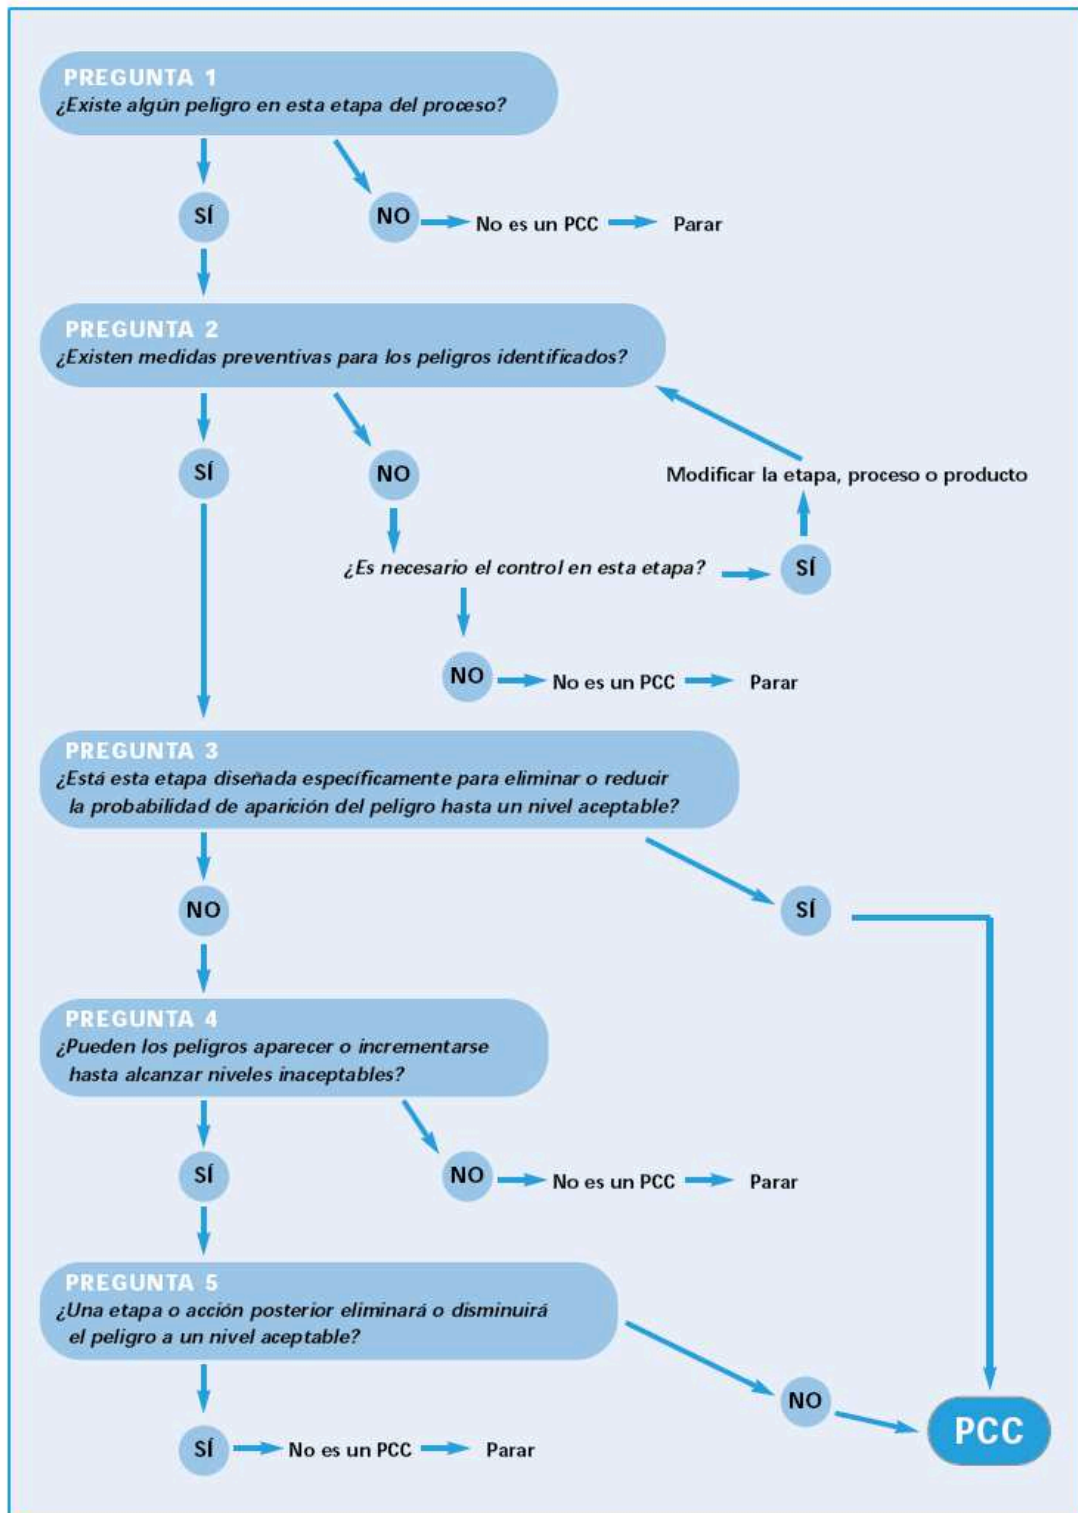 PREGUNTA 1
¿Existe algún peligro en esta etapa del proceso?
SÍ
NO
No es un PCC
Parar
PREGUNTA 2
¿Existen medidas preventivas para los peligros identificados?
SÍ
NO
Modificar la etapa, proceso o producto
¿Es necesario el control en esta etapa?
SÍ
NO
No es un PCC
Parar
PREGUNTA 3
¿Está esta etapa diseñada específicamente para eliminar o reducir
la probabilidad de aparición del peligro hasta un nivel aceptable?
NO
SÍ
PREGUNTA 4
¿Pueden los peligros aparecer o incrementarse
hasta alcanzar niveles inaceptables?
SÍ
NO
No es un PCC
Parar
PREGUNTA 5
¿Una etapa o acción posterior eliminará o disminuirá
el peligro a un nivel aceptable?
NO
PCC
SÍ
No es un PCC
Parar